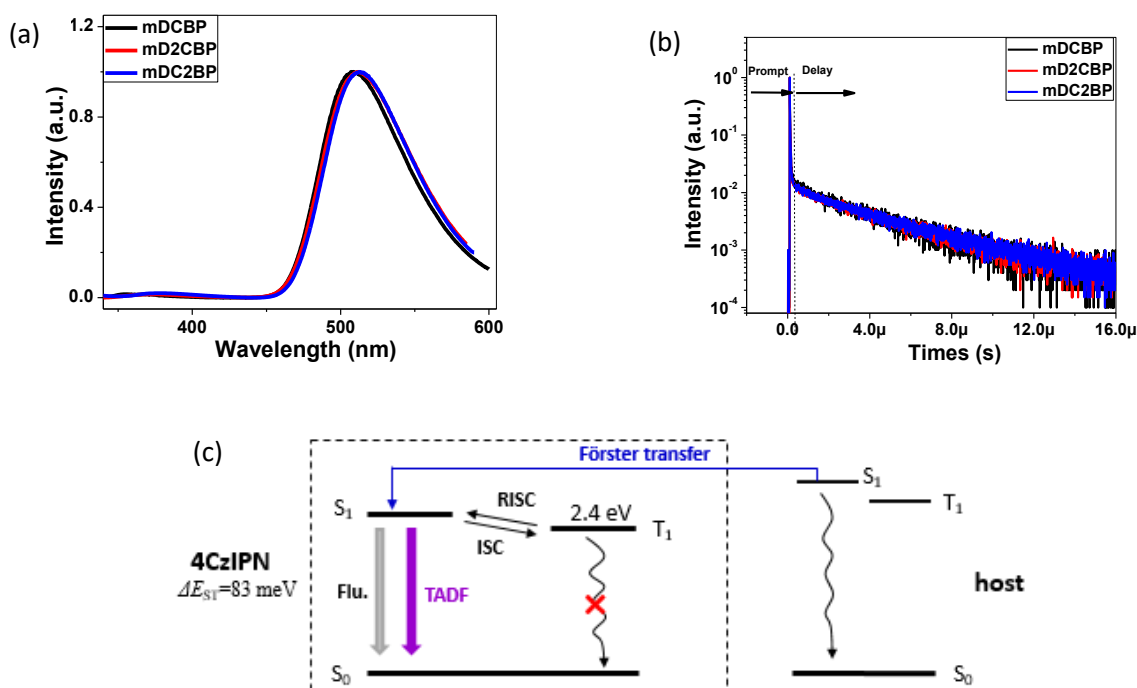 (a)
mDCBP
mD2CBP
mDC2BP
1.2
0.8
0.4
0.0
Intensity (a.u.)
400
500
600
Wavelength (nm)
(b)
mDCBP
mD2CBP
mDC2BP
Prompt
Delay
10⁰
10⁻¹
10⁻²
10⁻³
10⁻⁴
Intensity (a.u.)
0.0
4.0µ
8.0µ
12.0µ
16.0µ
Times (s)
(c)
Förster transfer
S₁
T₁
S₁
RISC
ISC
2.4 eV
T₁
4CzIPN
ΔE_ST=83 meV
Flu.
TADF
host
S₀
S₀